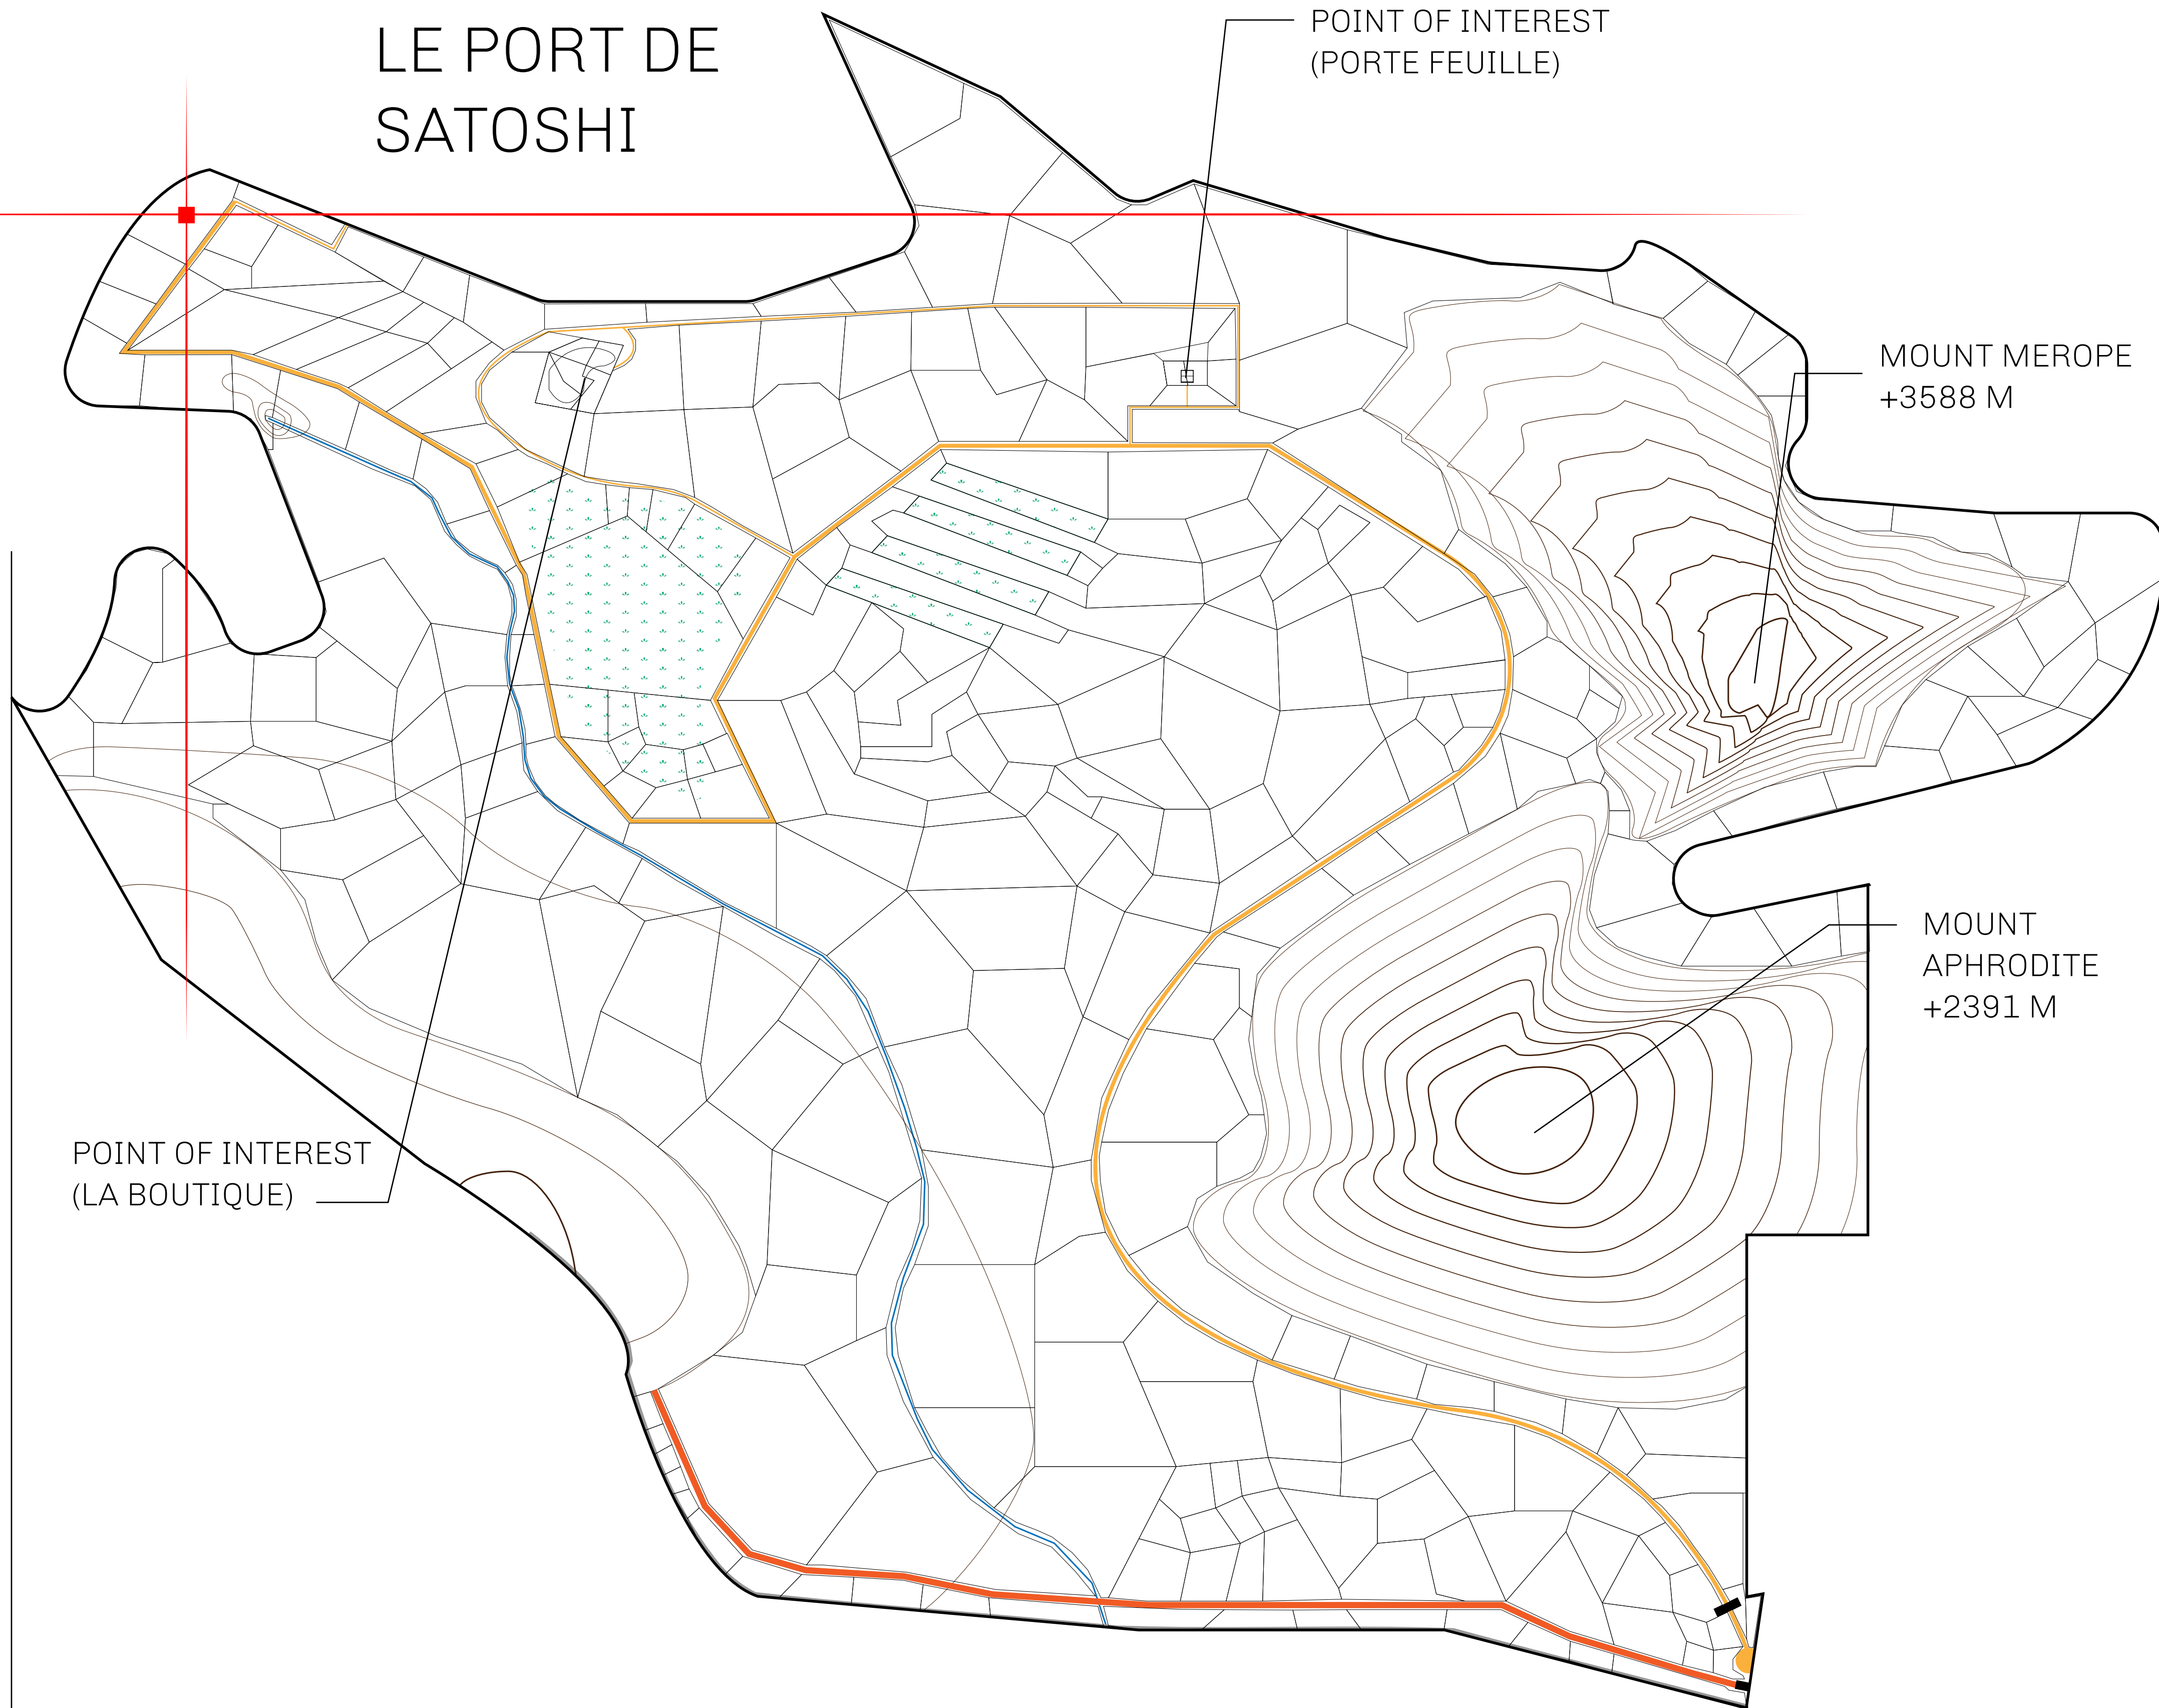 LE PORT DE
SATOSHI
POINT OF INTEREST
(PORTE FEUILLE)
MOUNT MEROPE
+3588 M
MOUNT
APHRODITE
+2391 M
POINT OF INTEREST
(LA BOUTIQUE)